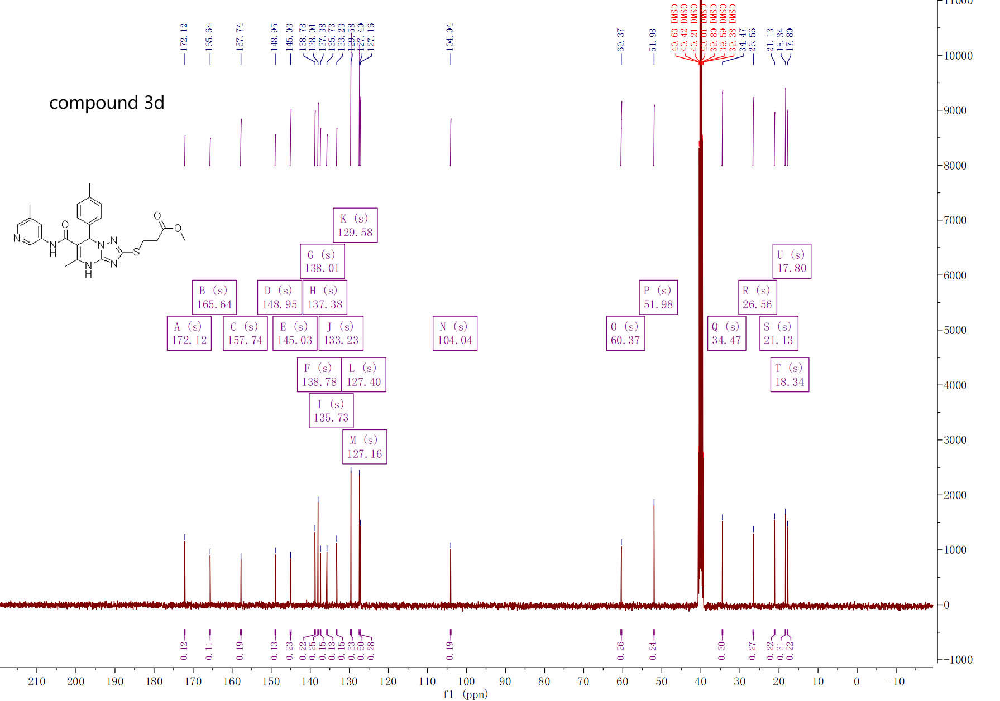 172.12
165.64
157.74
148.95
145.03
138.78
138.01
137.38
135.73
133.23
129.58
127.40
127.16
104.04
60.37
51.98
40.63 DMSO
40.42 DMSO
40.21 DMSO
40.01 DMSO
39.80 DMSO
39.59 DMSO
39.38 DMSO
34.47
26.56
21.13
18.34
17.80
compound 3d
N
N
H
O
N
H
N
N
N
S
O
O
K (s)
129.58
G (s)
138.01
U (s)
17.80
B (s)
165.64
D (s)
148.95
H (s)
137.38
P (s)
51.98
R (s)
26.56
A (s)
172.12
C (s)
157.74
E (s)
145.03
J (s)
133.23
N (s)
104.04
O (s)
60.37
Q (s)
34.47
S (s)
21.13
F (s)
138.78
L (s)
127.40
T (s)
18.34
I (s)
135.73
M (s)
127.16
11000
10000
9000
8000
7000
6000
5000
4000
3000
2000
1000
0
-1000
0.12
0.11
0.19
0.13
0.23
0.22
0.25
0.15
0.13
0.15
0.53
0.50
0.28
0.19
0.26
0.24
0.30
0.27
0.22
0.31
0.22
210 200 190 180 170 160 150 140 130 120 110 100 90 80 70 60 50 40 30 20 10 0 -10
f1 (ppm)